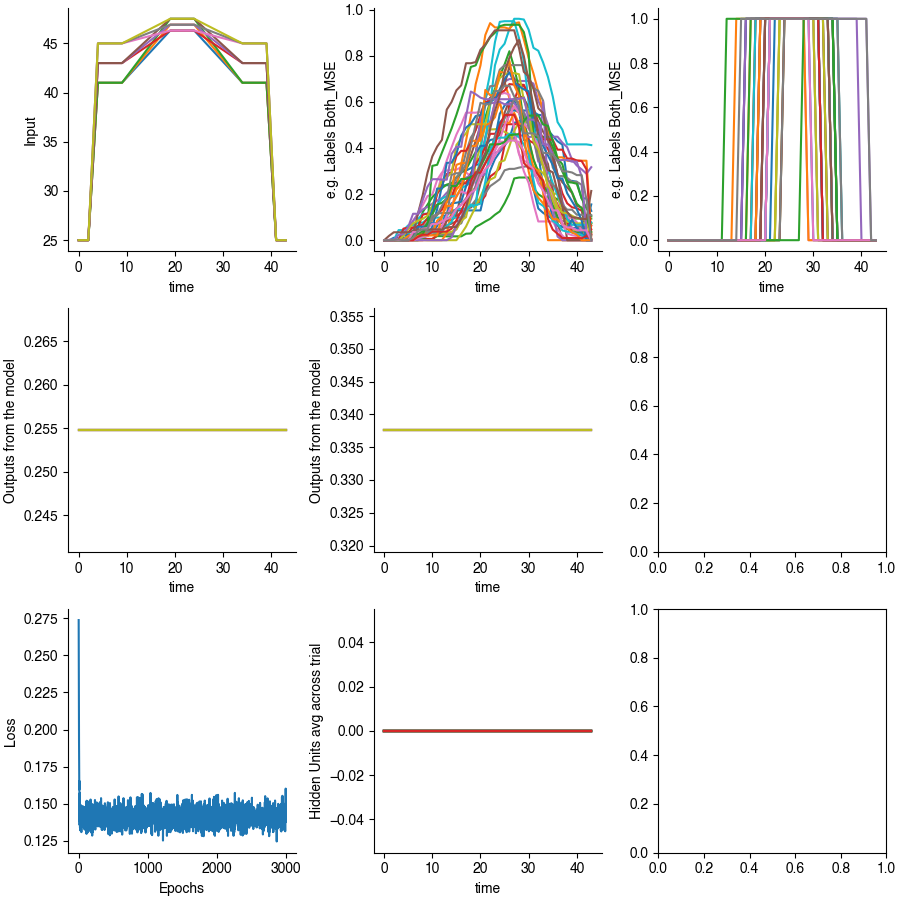 Input
45
40
35
30
25
0 10 20 30 40
time
e.g. Labels Both_MSE
1.0
0.8
0.6
0.4
0.2
0.0
0 10 20 30 40
time
e.g. Labels Both_MSE
1.0
0.8
0.6
0.4
0.2
0.0
0 10 20 30 40
time
Outputs from the model
0.265
0.260
0.255
0.250
0.245
0 10 20 30 40
time
Outputs from the model
0.355
0.350
0.345
0.340
0.335
0.330
0.325
0.320
0 10 20 30 40
time
1.0
0.8
0.6
0.4
0.2
0.0
0.0 0.2 0.4 0.6 0.8 1.0
Loss
0.275
0.250
0.225
0.200
0.175
0.150
0.125
0 1000 2000 3000
Epochs
Hidden Units avg across trial
0.04
0.02
0.00
−0.02
−0.04
0 10 20 30 40
time
1.0
0.8
0.6
0.4
0.2
0.0
0.0 0.2 0.4 0.6 0.8 1.0